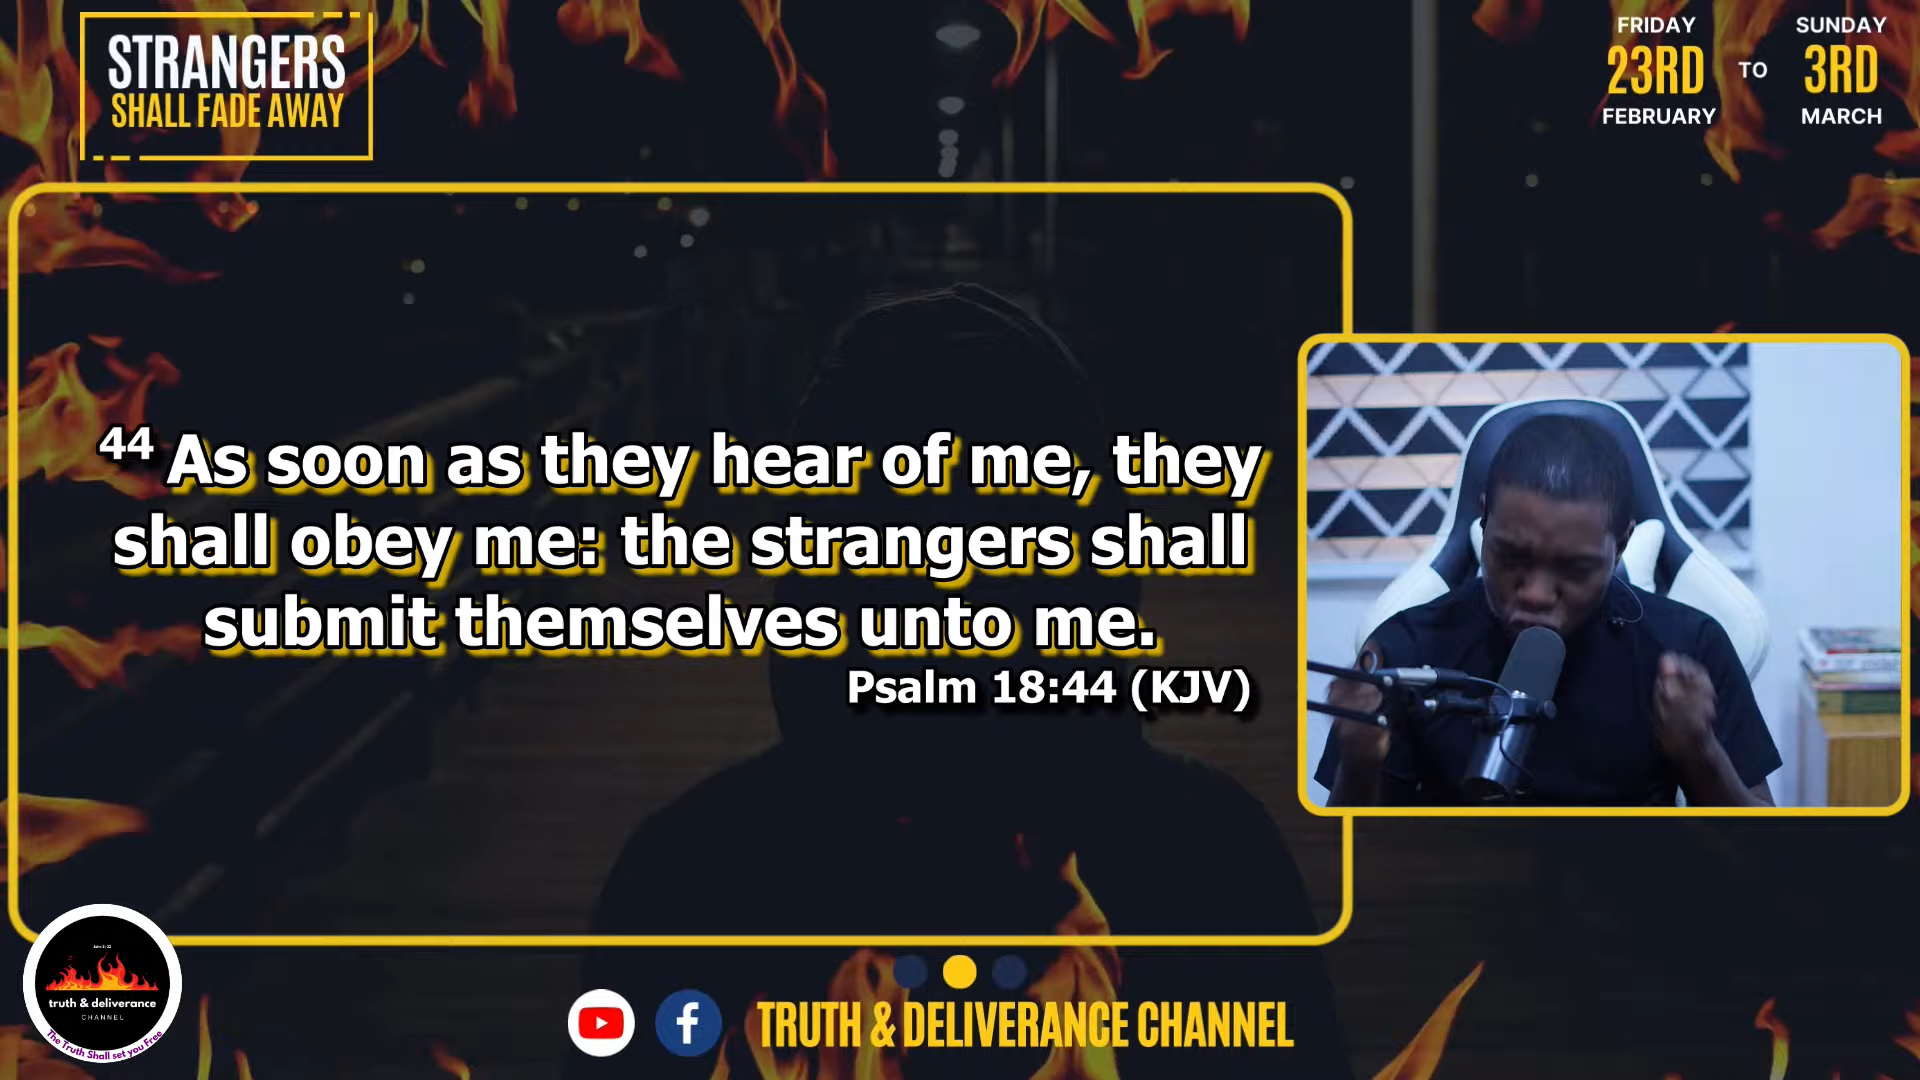 STRANGERS
SHALL FADE AWAY
FRIDAY
23RD
FEBRUARY
TO
SUNDAY
3RD
MARCH
44 As soon as they hear of me, they
shall obey me: the strangers shall
submit themselves unto me.
Psalm 18:44 (KJV)
truth & deliverance
CHANNEL
The Truth Shall set you Free
TRUTH & DELIVERANCE CHANNEL